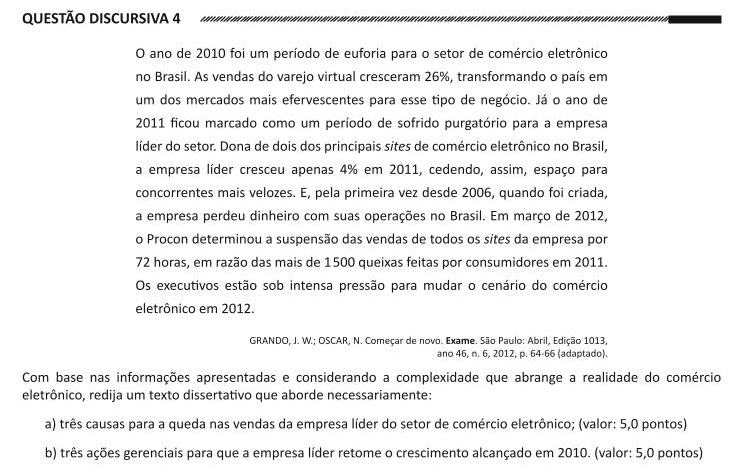 QUESTÃO DISCURSIVA 4
O ano de 2010 foi um período de euforia para o setor de comércio eletrônico
no Brasil. As vendas do varejo virtual cresceram 26%, transformando o país em
um dos mercados mais efervescentes para esse tipo de negócio. Já o ano de
2011 ficou marcado como um período de sofrido purgatório para a empresa
líder do setor. Dona de dois dos principais sites de comércio eletrônico no Brasil,
a empresa líder cresceu apenas 4% em 2011, cedendo, assim, espaço para
concorrentes mais velozes. E, pela primeira vez desde 2006, quando foi criada,
a empresa perdeu dinheiro com suas operações no Brasil. Em março de 2012,
o Procon determinou a suspensão das vendas de todos os sites da empresa por
72 horas, em razão das mais de 1500 queixas feitas por consumidores em 2011.
Os executivos estão sob intensa pressão para mudar o cenário do comércio
eletrônico em 2012.
GRANDO, J. W.; OSCAR, N. Começar de novo. Exame. São Paulo: Abril, Edição 1013,
ano 46, n. 6, 2012, p. 64-66 (adaptado).
Com base nas informações apresentadas e considerando a complexidade que abrange a realidade do comércio
eletrônico, redija um texto dissertativo que aborde necessariamente:
a) três causas para a queda nas vendas da empresa líder do setor de comércio eletrônico; (valor: 5,0 pontos)
b) três ações gerenciais para que a empresa líder retome o crescimento alcançado em 2010. (valor: 5,0 pontos)